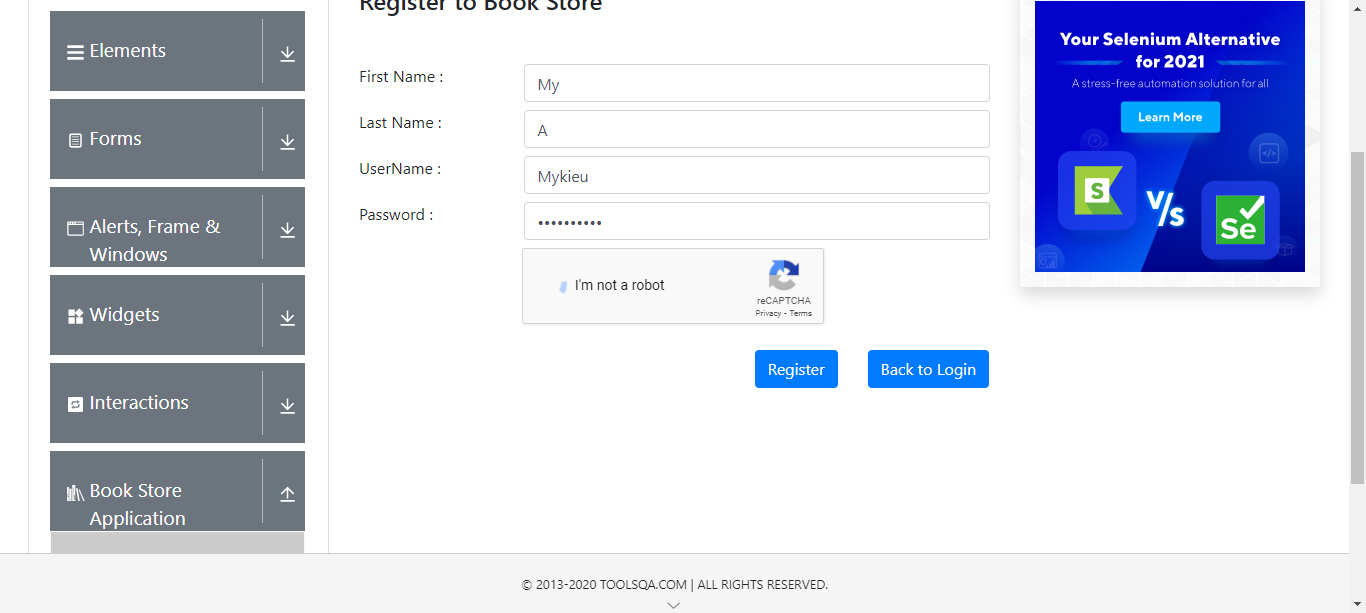 Register to Book Store
Elements
Forms
Alerts, Frame &
Windows
Widgets
Interactions
Book Store
Application
First Name :
My
Last Name :
A
UserName :
Mykieu
Password :
••••••••••
I'm not a robot
reCAPTCHA
Privacy - Terms
Register
Back to Login
Your Selenium Alternative
for 2021
A stress-free automation solution for all
Learn More
S
V/s
Se
© 2013-2020 TOOLSQA.COM | ALL RIGHTS RESERVED.